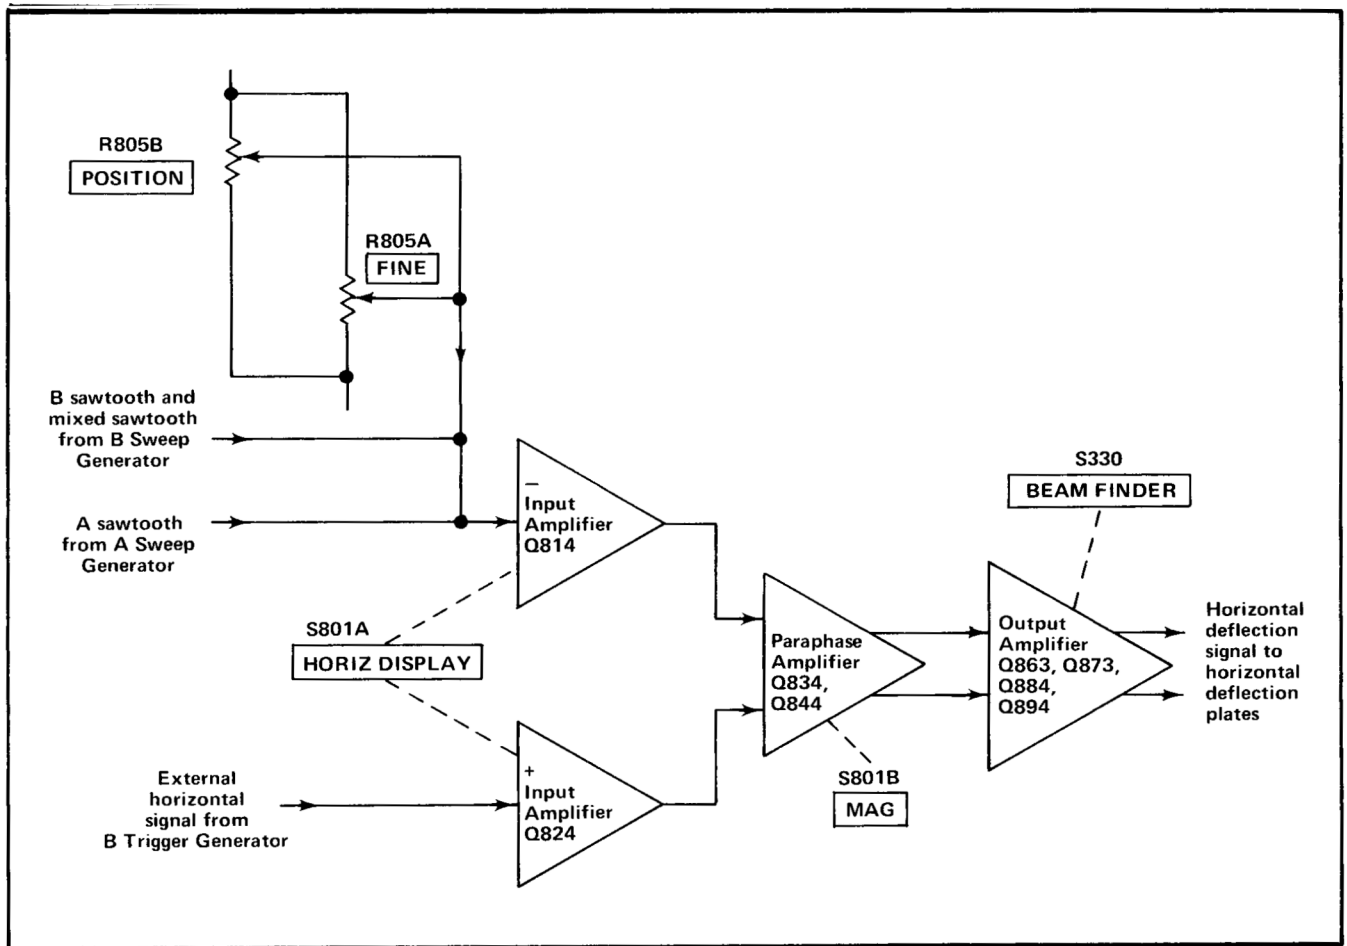 R805B
POSITION
R805A
FINE
B sawtooth and
mixed sawtooth
from B Sweep
Generator
A sawtooth
from A Sweep
Generator
−
Input
Amplifier
Q814
S801A
HORIZ DISPLAY
External
horizontal
signal from
B Trigger Generator
+
Input
Amplifier
Q824
Paraphase
Amplifier
Q834,
Q844
S801B
MAG
S330
BEAM FINDER
Output
Amplifier
Q863, Q873,
Q884,
Q894
Horizontal
deflection
signal to
horizontal
deflection
plates